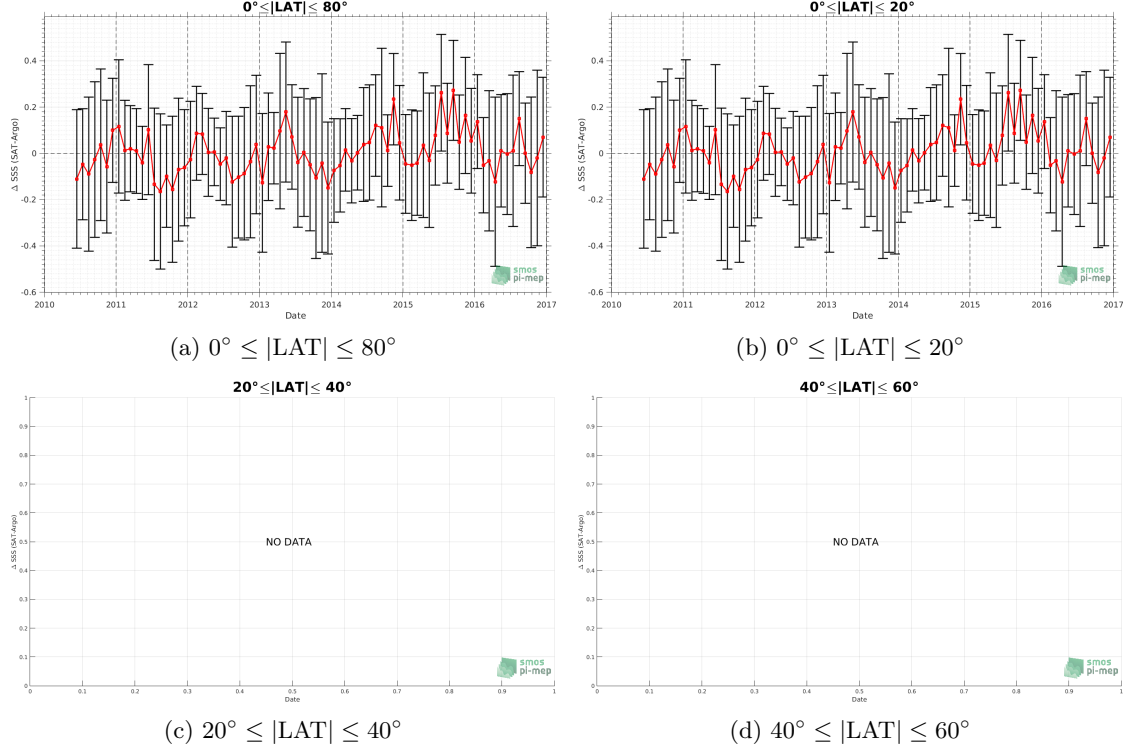 0°≤|LAT|≤ 80°
Δ SSS (SAT-Argo)
0.4
0.2
0
-0.2
-0.4
-0.6
2010 2011 2012 2013 2014 2015 2016 2017
Date
smos
pi-mep
(a) 0° ≤ |LAT| ≤ 80°
0°≤|LAT|≤ 20°
Δ SSS (SAT-Argo)
0.4
0.2
0
-0.2
-0.4
-0.6
2010 2011 2012 2013 2014 2015 2016 2017
Date
smos
pi-mep
(b) 0° ≤ |LAT| ≤ 20°
20°≤|LAT|≤ 40°
Δ SSS (SAT-Argo)
1
0.9
0.8
0.7
0.6
0.5
0.4
0.3
0.2
0.1
0
NO DATA
0 0.1 0.2 0.3 0.4 0.5 0.6 0.7 0.8 0.9 1
Date
smos
pi-mep
(c) 20° ≤ |LAT| ≤ 40°
40°≤|LAT|≤ 60°
Δ SSS (SAT-Argo)
1
0.9
0.8
0.7
0.6
0.5
0.4
0.3
0.2
0.1
0
NO DATA
0 0.1 0.2 0.3 0.4 0.5 0.6 0.7 0.8 0.9 1
Date
smos
pi-mep
(d) 40° ≤ |LAT| ≤ 60°